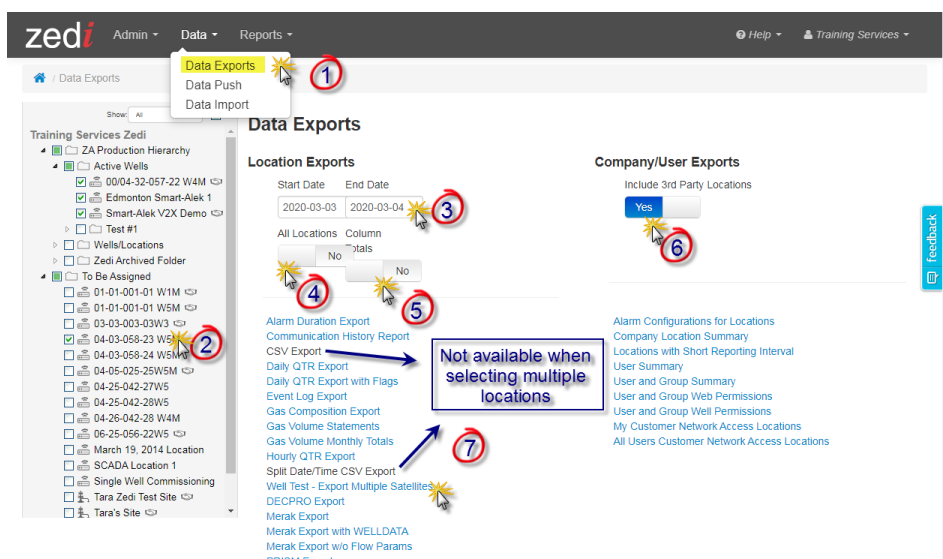 zedi Admin Data Reports Help Training Services
Data Exports
Data Push
Data Import
1
/ Data Exports
Show: All
Training Services Zedi
ZA Production Hierarchy
Active Wells
00/04-32-057-22 W4M
Edmonton Smart-Alek 1
Smart-Alek V2X Demo
Test #1
Wells/Locations
Zedi Archived Folder
To Be Assigned
01-01-001-01 W1M
01-01-001-01 W5M
03-03-003-03W3
04-03-058-23 W5M
2
04-03-058-24 W5M
04-05-025-25W5M
04-25-042-27W5
04-25-042-28W5
04-26-042-28 W4M
06-25-056-22W5
March 19, 2014 Location
SCADA Location 1
Single Well Commissioning
Tara Zedi Test Site
Tara's Site
Data Exports
Location Exports
Start Date End Date
2020-03-03 2020-03-04
3
All Locations Column
Totals
No
No
4
5
Alarm Duration Export
Communication History Report
CSV Export
Daily QTR Export
Daily QTR Export with Flags
Event Log Export
Gas Composition Export
Gas Volume Statements
Gas Volume Monthly Totals
Hourly QTR Export
Split Date/Time CSV Export
Well Test - Export Multiple Satellites
DECPRO Export
Merak Export
Merak Export with WELLDATA
Merak Export w/o Flow Params
Not available when
selecting multiple
locations
7
Company/User Exports
Include 3rd Party Locations
Yes
6
Alarm Configurations for Locations
Company Location Summary
Locations with Short Reporting Interval
User Summary
User and Group Summary
User and Group Web Permissions
User and Group Well Permissions
My Customer Network Access Locations
All Users Customer Network Access Locations
feedback